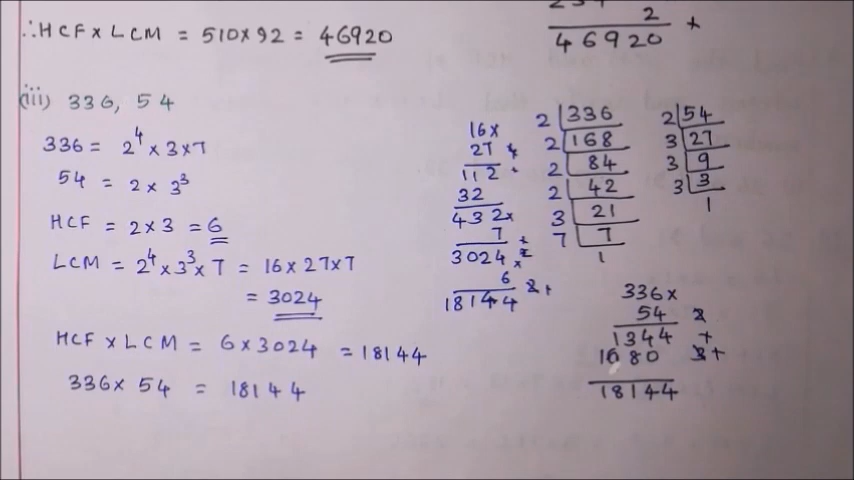 ∴ HCF x LCM = 510 x 92 = 46920
2
46920 +
(iii) 336, 54
336 = 2⁴ x 3 x 7
54 = 2 x 3³
HCF = 2 x 3 = 6
LCM = 2⁴ x 3³ x 7 = 16 x 27 x 7
= 3024
HCF x LCM = 6 x 3024 = 18144
336 x 54 = 18144
16 x
27
112
32
432 x
7
3024 x
6
18144
2 | 336
2 | 168
2 | 84
2 | 42
3 | 21
7 | 7
1
2 | 54
3 | 27
3 | 9
3 | 3
1
336 x
54
1344 +
1680 +
18144